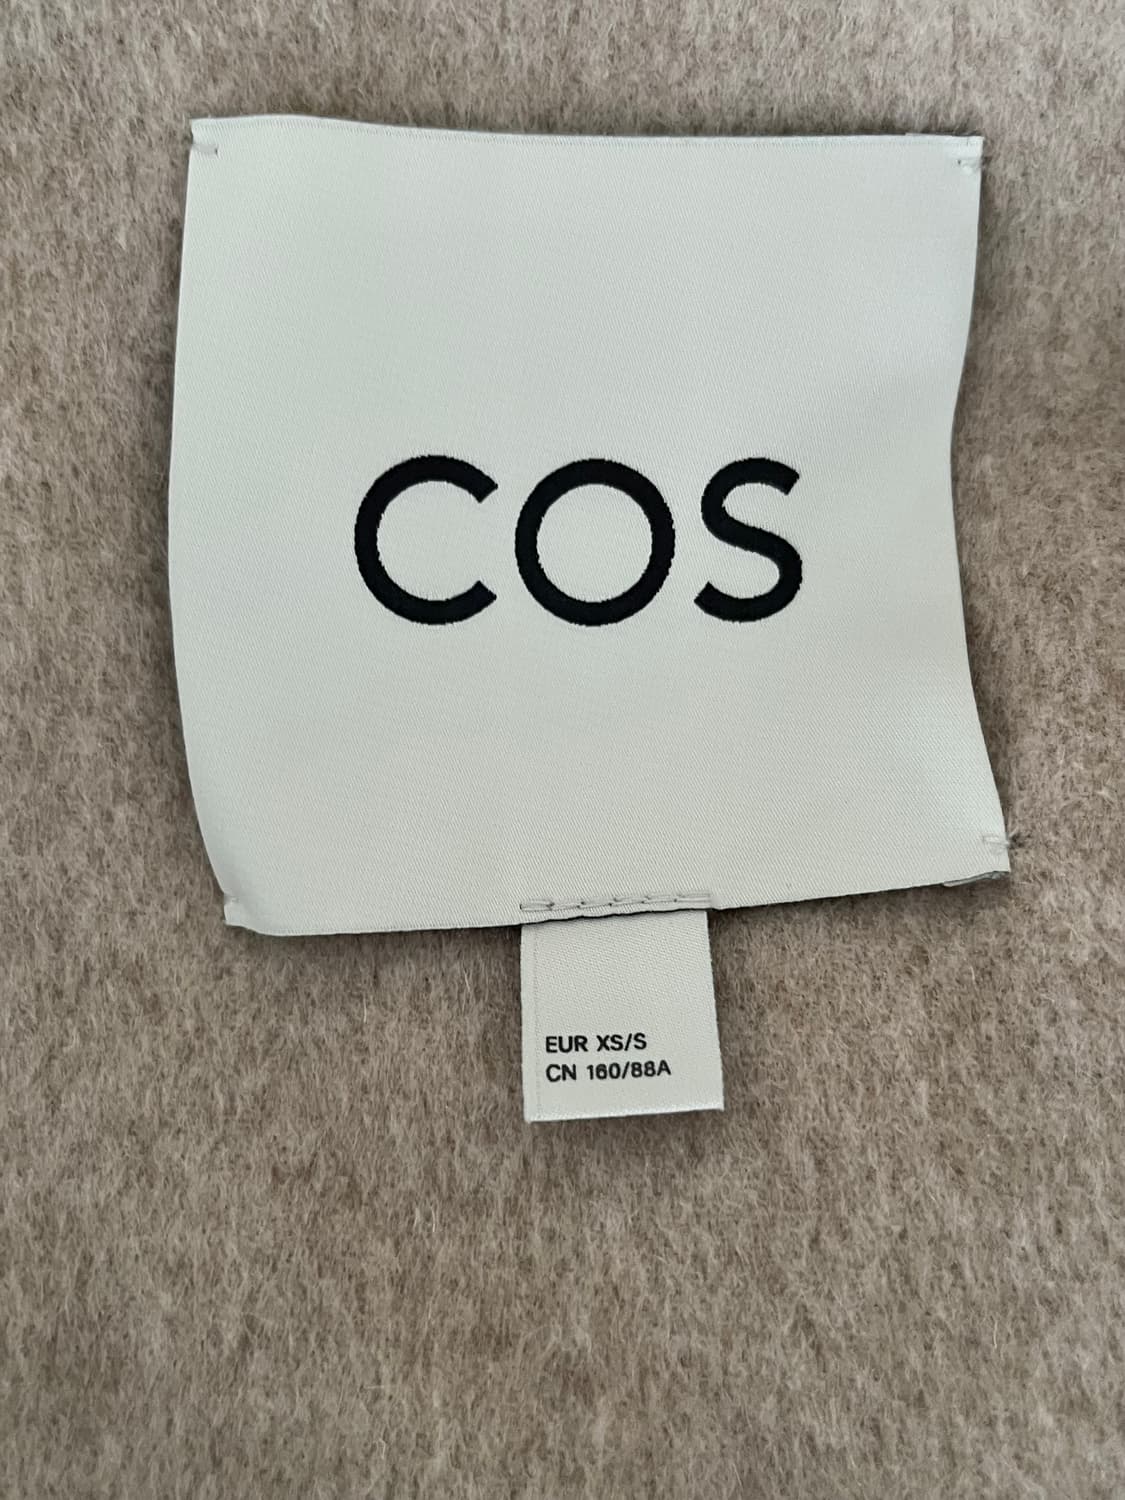 COS
EUR XS/S
CN 160/88A